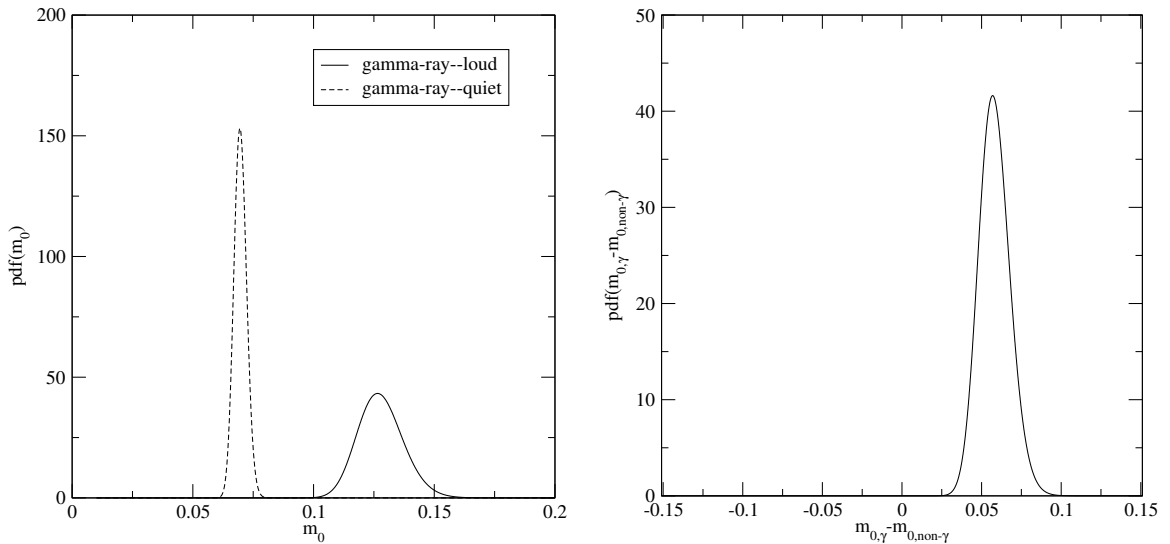 200
150
100
50
0
pdf(m0)
gamma-ray--loud
gamma-ray--quiet
0 0.05 0.1 0.15 0.2
m0
50
40
30
20
10
0
pdf(m0,γ-m0,non-γ)
-0.15 -0.1 -0.05 0 0.05 0.1 0.15
m0,γ-m0,non-γ